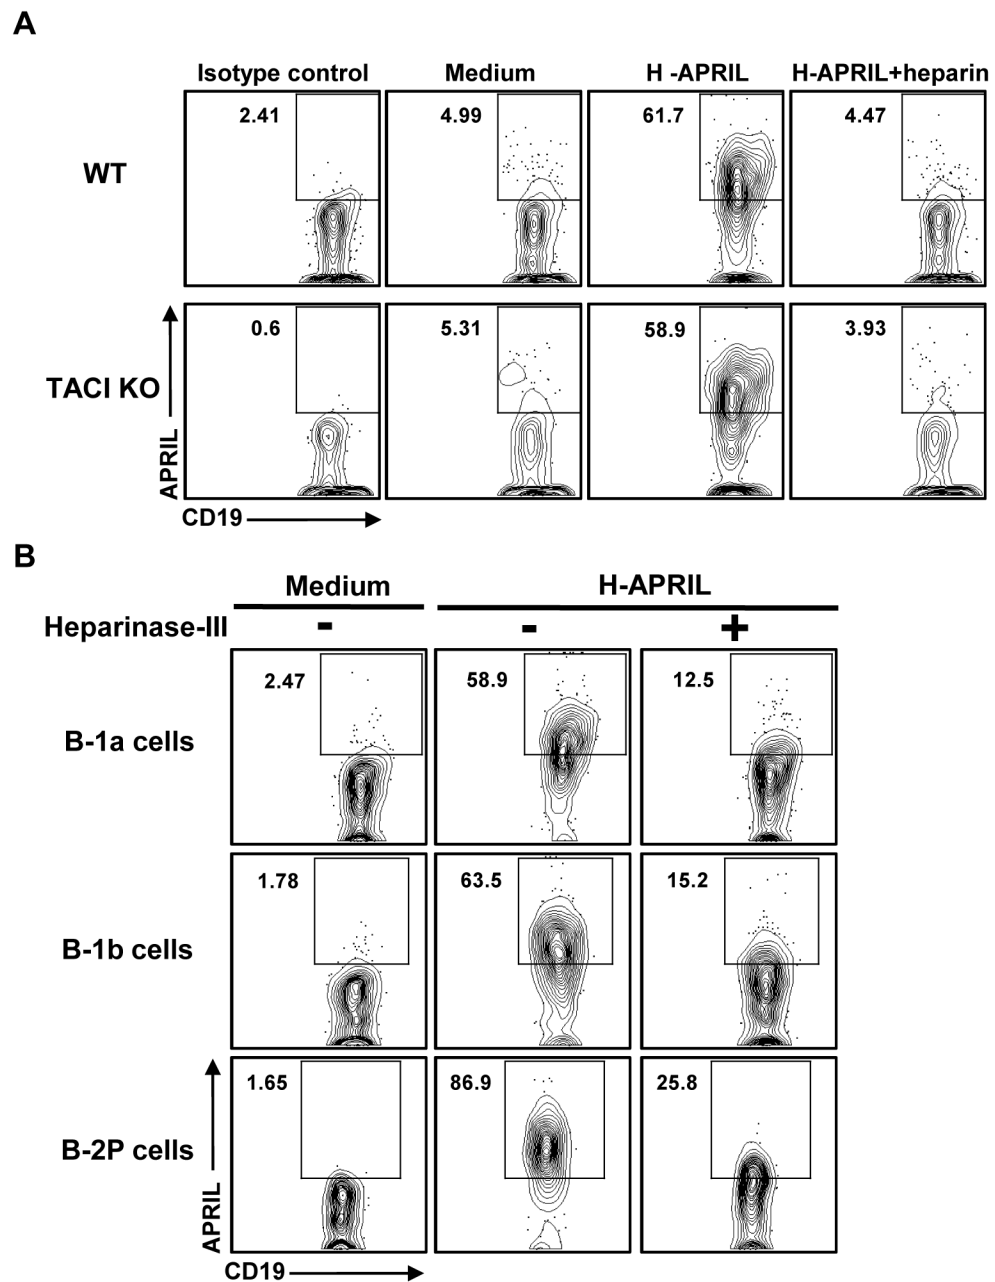 A
Isotype control Medium H -APRIL H-APRIL+heparin
WT 2.41 4.99 61.7 4.47
TACI KO 0.6 5.31 58.9 3.93
APRIL
CD19
B
Medium H-APRIL
Heparinase-III - - +
B-1a cells 2.47 58.9 12.5
B-1b cells 1.78 63.5 15.2
B-2P cells 1.65 86.9 25.8
APRIL
CD19